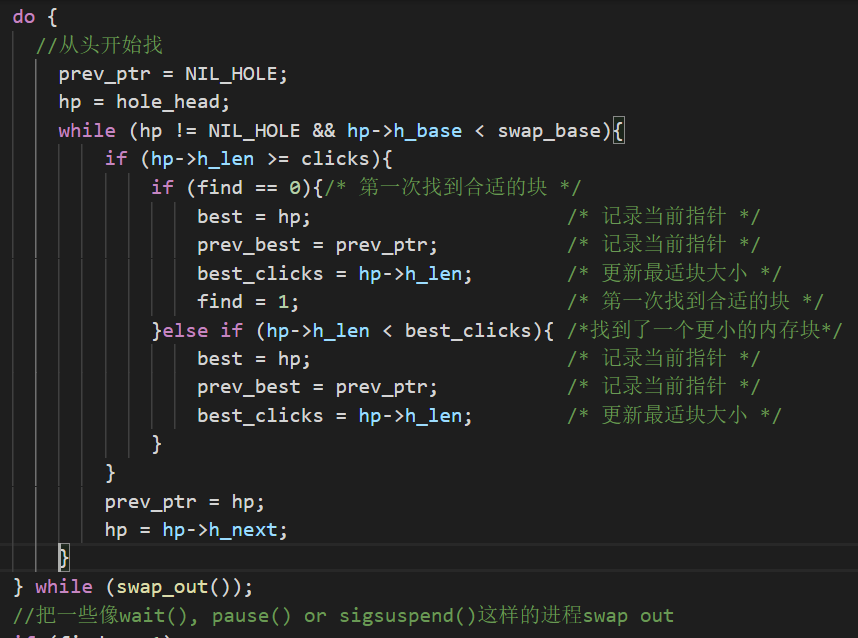 do {
//从头开始找
prev_ptr = NIL_HOLE;
hp = hole_head;
while (hp != NIL_HOLE && hp->h_base < swap_base){
if (hp->h_len >= clicks){
if (find == 0){/* 第一次找到合适的块 */
best = hp; /* 记录当前指针 */
prev_best = prev_ptr; /* 记录当前指针 */
best_clicks = hp->h_len; /* 更新最适块大小 */
find = 1; /* 第一次找到合适的块 */
}else if (hp->h_len < best_clicks){ /*找到了一个更小的内存块*/
best = hp; /* 记录当前指针 */
prev_best = prev_ptr; /* 记录当前指针 */
best_clicks = hp->h_len; /* 更新最适块大小 */
}
}
prev_ptr = hp;
hp = hp->h_next;
}
} while (swap_out());
//把一些像wait(), pause() or sigsuspend()这样的进程swap out